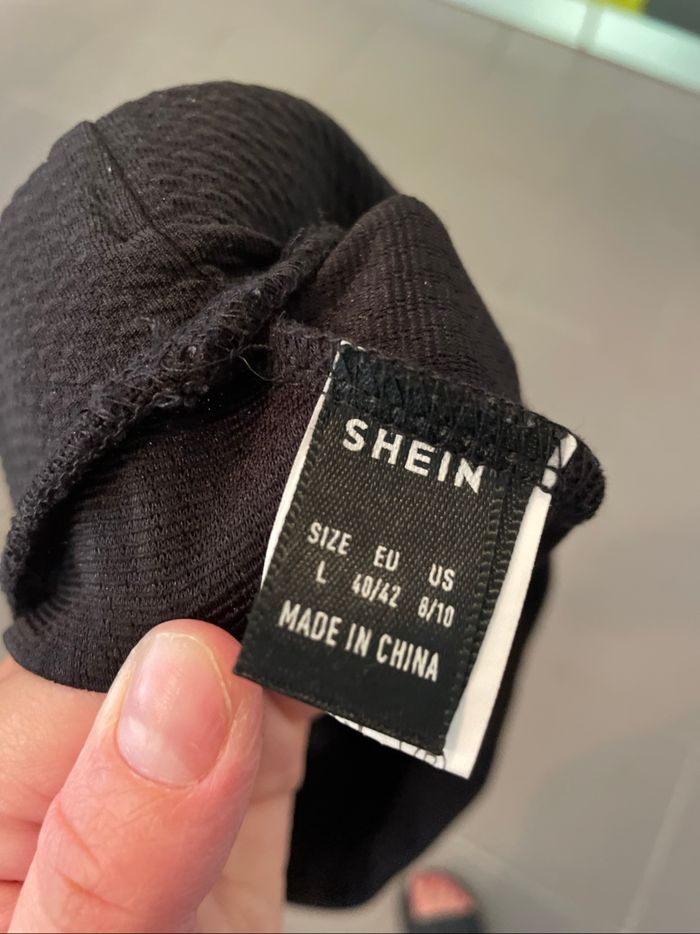 SHEIN
SIZE EU US
L 40/42 8/10
MADE IN CHINA